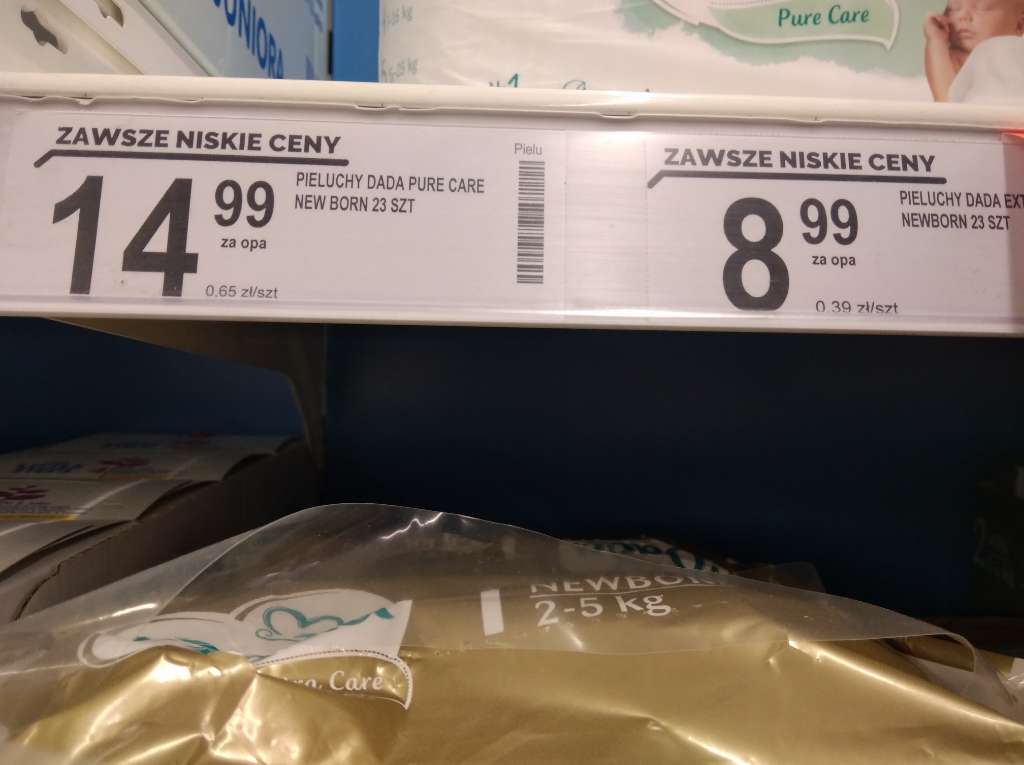 JUNIORA
Pure Care
ZAWSZE NISKIE CENY
14 99
za opa
0,65 zł/szt
PIELUCHY DADA PURE CARE
NEW BORN 23 SZT
Pielu
ZAWSZE NISKIE CENY
8 99
za opa
0,39 zł/szt
PIELUCHY DADA EXT
NEWBORN 23 SZT
NEWBORN
1 2-5 kg
Care